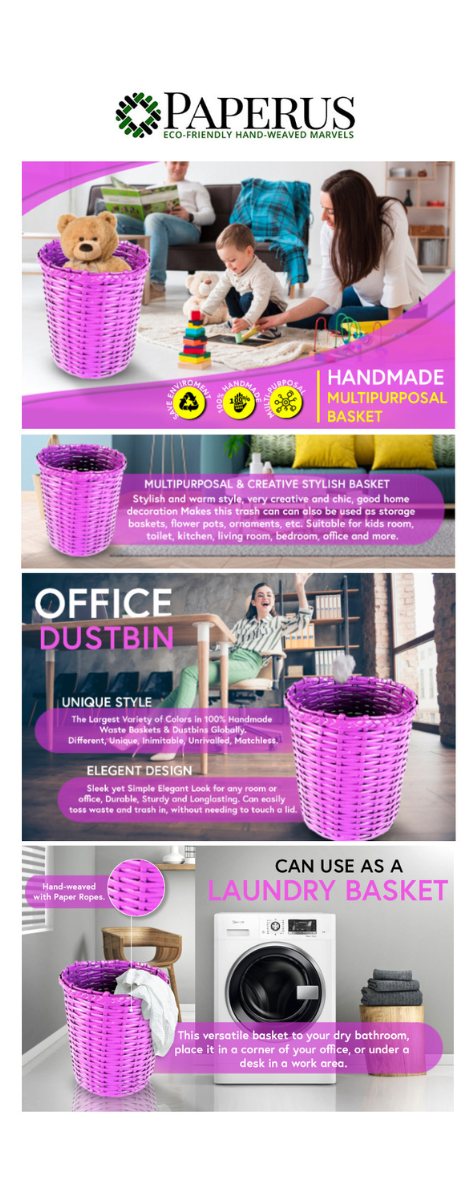 PAPERUS
ECO-FRIENDLY HAND-WEAVED MARVELS
SAVE ENVIROMENT
100% HANDMADE
MULTIPURPOSAL
HANDMADE
MULTIPURPOSAL
BASKET
MULTIPURPOSAL & CREATIVE STYLISH BASKET
Stylish and warm style, very creative and chic, good home
decoration Makes this trash can can also be used as storage
baskets, flower pots, ornaments, etc. Suitable for kids room,
toilet, kitchen, living room, bedroom, office and more.
OFFICE
DUSTBIN
UNIQUE STYLE
The Largest Variety of Colors in 100% Handmade
Waste Baskets & Dustbins Globally.
Different, Unique, Inimitable, Unrivalled, Matchless.
ELEGENT DESIGN
Sleek yet Simple Elegant Look for any room or
office, Durable, Sturdy and Longlasting. Can easily
toss waste and trash in, without needing to touch a lid.
CAN USE AS A
LAUNDRY BASKET
Hand-weaved
with Paper Ropes.
This versatile basket to your dry bathroom,
place it in a corner of your office, or under a
desk in a work area.